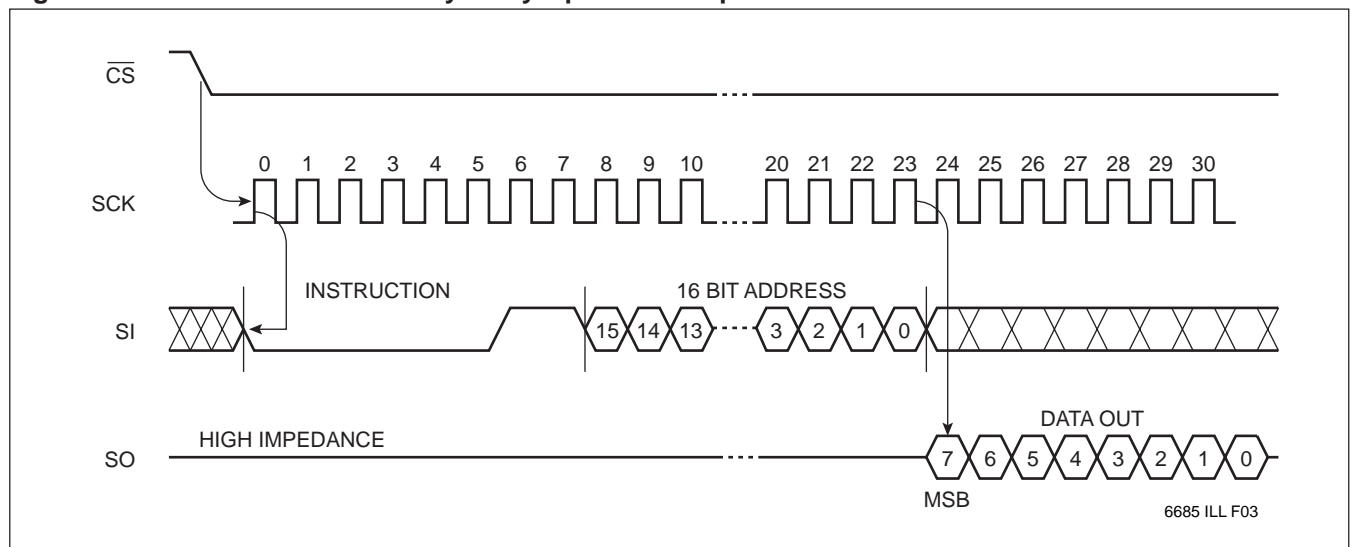 CS
0 1 2 3 4 5 6 7 8 9 10 20 21 22 23 24 25 26 27 28 29 30
SCK
INSTRUCTION 16 BIT ADDRESS
SI 15 14 13 3 2 1 0
DATA OUT
HIGH IMPEDANCE
SO 7 6 5 4 3 2 1 0
MSB
6685 ILL F03